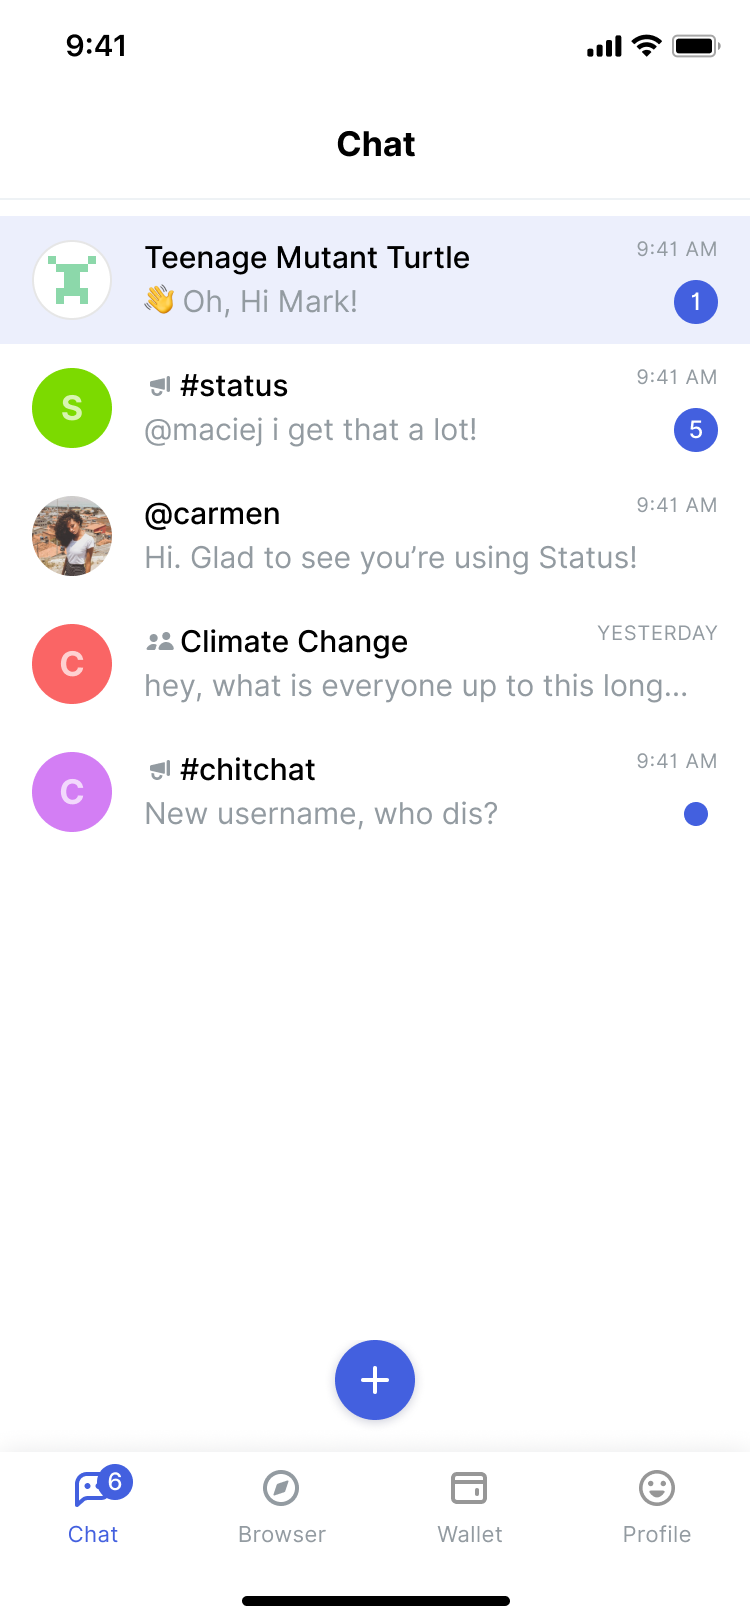 9:41
Chat
Teenage Mutant Turtle
9:41 AM
👋 Oh, Hi Mark!
1
S
#status
9:41 AM
@maciej i get that a lot!
5
@carmen
9:41 AM
Hi. Glad to see you’re using Status!
C
Climate Change
YESTERDAY
hey, what is everyone up to this long...
C
#chitchat
9:41 AM
New username, who dis?
6
Chat
Browser
Wallet
Profile